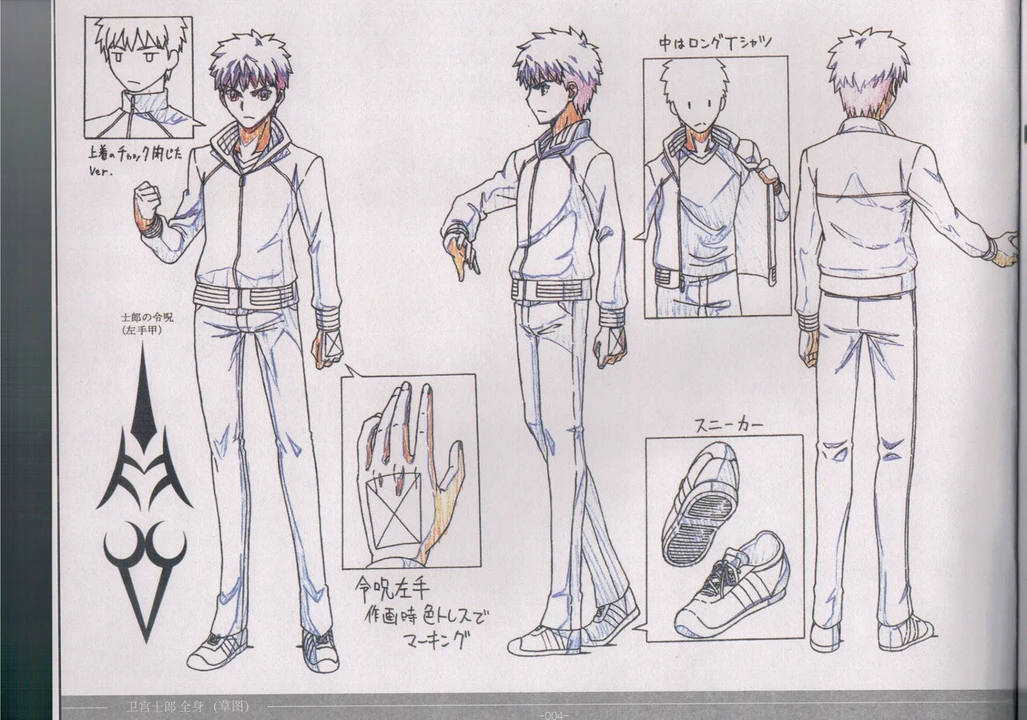 上着のチャック閉じた
ver.
中はロングTシャツ
士郎の令呪
(左手甲)
スニーカー
令呪左手
作画時色トレスで
マーキング
卫宫士郎 全身 (草图)
-004-